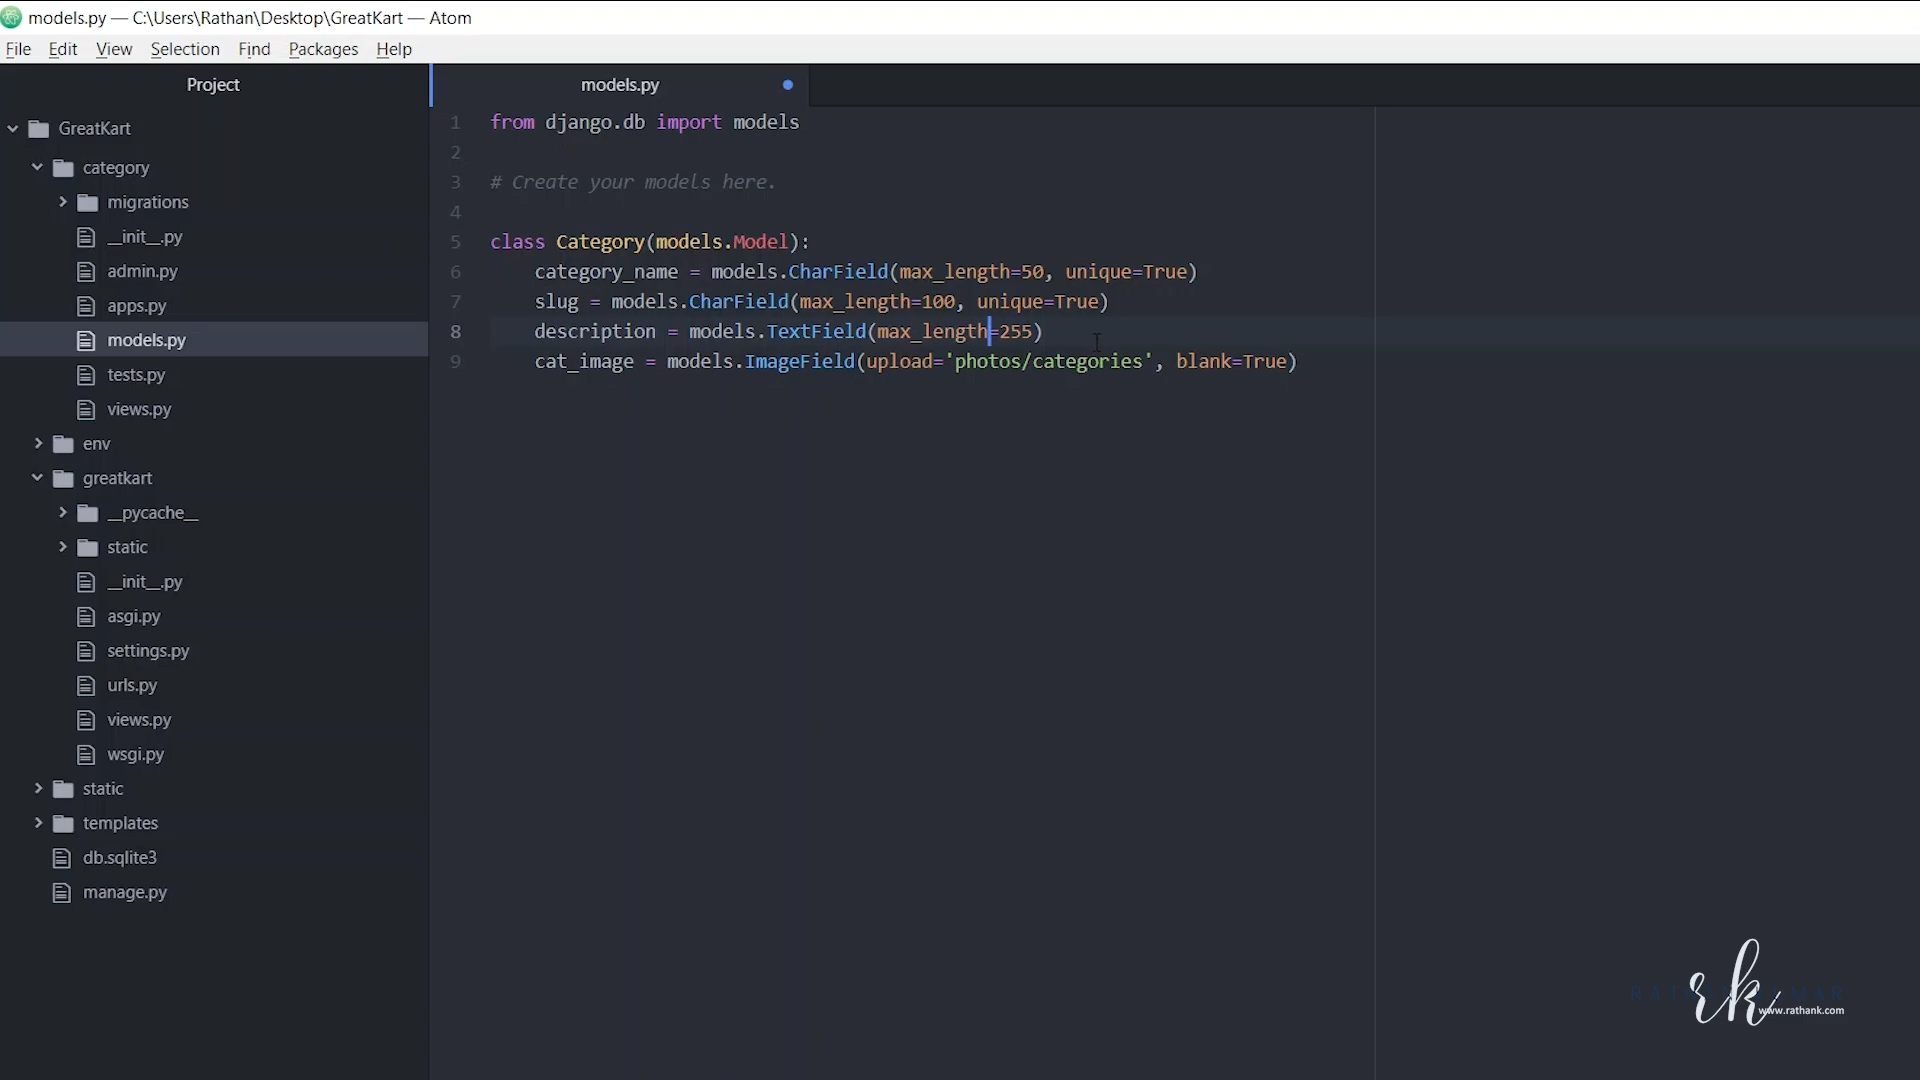 models.py — C:\Users\Rathan\Desktop\GreatKart — Atom
File Edit View Selection Find Packages Help
Project
GreatKart
category
migrations
__init__.py
admin.py
apps.py
models.py
tests.py
views.py
env
greatkart
__pycache__
static
__init__.py
asgi.py
settings.py
urls.py
views.py
wsgi.py
static
templates
db.sqlite3
manage.py
models.py
1 from django.db import models
2
3 # Create your models here.
4
5 class Category(models.Model):
6 category_name = models.CharField(max_length=50, unique=True)
7 slug = models.CharField(max_length=100, unique=True)
8 description = models.TextField(max_length=255)
9 cat_image = models.ImageField(upload='photos/categories', blank=True)
rk
www.rathank.com